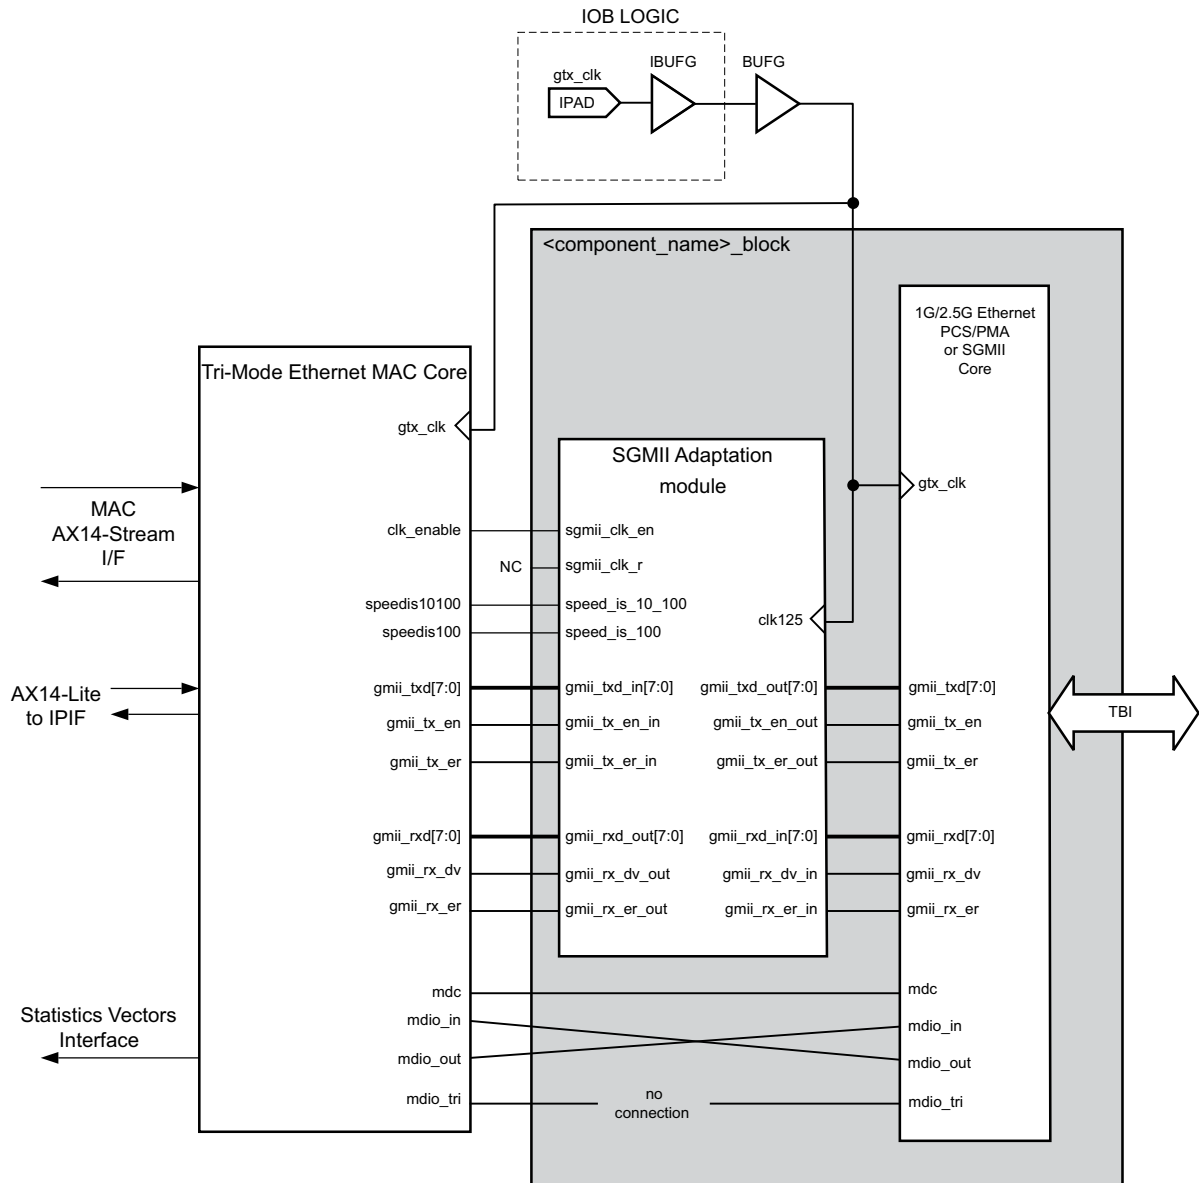 IOB LOGIC
gtx_clk
IPAD
IBUFG
BUFG
<component_name>_block
1G/2.5G Ethernet
PCS/PMA
or SGMII
Core
Tri-Mode Ethernet MAC Core
gtx_clk
SGMII Adaptation
module
gtx_clk
MAC
AX14-Stream
I/F
clk_enable
sgmii_clk_en
NC
sgmii_clk_r
speedis10100
speed_is_10_100
clk125
speedis100
speed_is_100
AX14-Lite
to IPIF
gmii_txd[7:0]
gmii_txd_in[7:0]
gmii_txd_out[7:0]
gmii_txd[7:0]
TBI
gmii_tx_en
gmii_tx_en_in
gmii_tx_en_out
gmii_tx_en
gmii_tx_er
gmii_tx_er_in
gmii_tx_er_out
gmii_tx_er
gmii_rxd[7:0]
gmii_rxd_out[7:0]
gmii_rxd_in[7:0]
gmii_rxd[7:0]
gmii_rx_dv
gmii_rx_dv_out
gmii_rx_dv_in
gmii_rx_dv
gmii_rx_er
gmii_rx_er_out
gmii_rx_er_in
gmii_rx_er
mdc
mdc
Statistics Vectors
Interface
mdio_in
mdio_in
mdio_out
mdio_out
mdio_tri
no
connection
mdio_tri